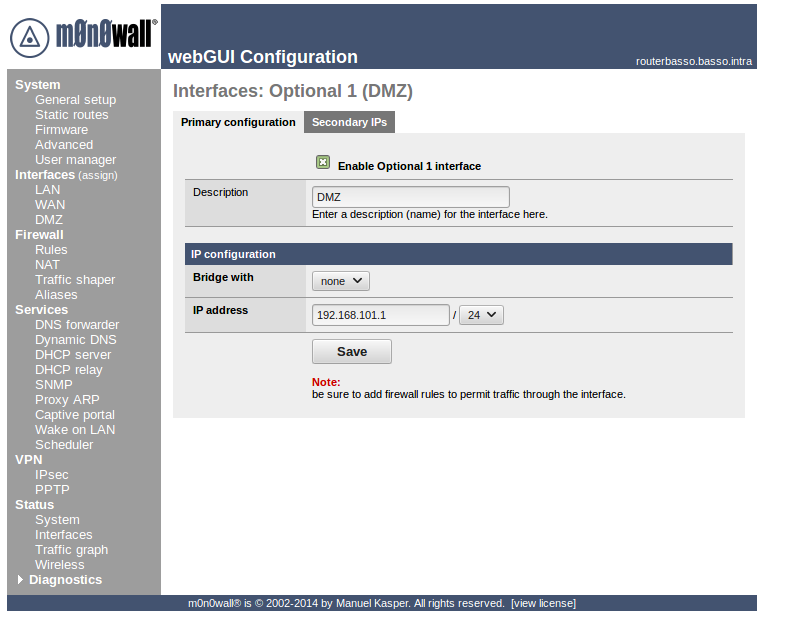 m0n0wall®
webGUI Configuration
routerbasso.basso.intra
System
General setup
Static routes
Firmware
Advanced
User manager
Interfaces (assign)
LAN
WAN
DMZ
Firewall
Rules
NAT
Traffic shaper
Aliases
Services
DNS forwarder
Dynamic DNS
DHCP server
DHCP relay
SNMP
Proxy ARP
Captive portal
Wake on LAN
Scheduler
VPN
IPsec
PPTP
Status
System
Interfaces
Traffic graph
Wireless
Diagnostics
Interfaces: Optional 1 (DMZ)
Primary configuration Secondary IPs
Enable Optional 1 interface
Description DMZ
Enter a description (name) for the interface here.
IP configuration
Bridge with none
IP address 192.168.101.1 / 24
Save
Note:
be sure to add firewall rules to permit traffic through the interface.
m0n0wall® is © 2002-2014 by Manuel Kasper. All rights reserved. [view license]